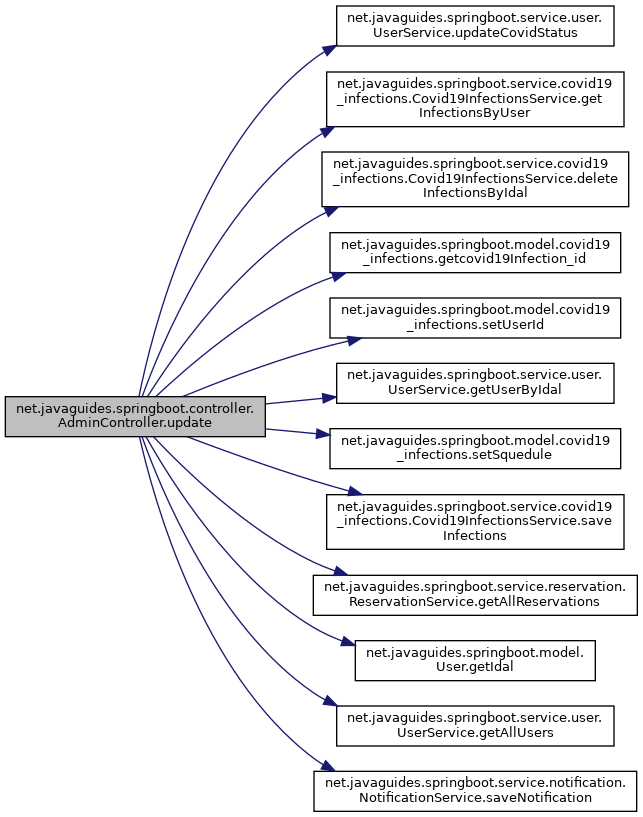 net.javaguides.springboot.service.user.
UserService.updateCovidStatus
net.javaguides.springboot.service.covid19
_infections.Covid19InfectionsService.get
InfectionsByUser
net.javaguides.springboot.service.covid19
_infections.Covid19InfectionsService.delete
InfectionsByIdal
net.javaguides.springboot.model.covid19
_infections.getcovid19Infection_id
net.javaguides.springboot.model.covid19
_infections.setUserId
net.javaguides.springboot.service.user.
UserService.getUserByIdal
net.javaguides.springboot.controller.
AdminController.update
net.javaguides.springboot.model.covid19
_infections.setSquedule
net.javaguides.springboot.service.covid19
_infections.Covid19InfectionsService.save
Infections
net.javaguides.springboot.service.reservation.
ReservationService.getAllReservations
net.javaguides.springboot.model.
User.getIdal
net.javaguides.springboot.service.user.
UserService.getAllUsers
net.javaguides.springboot.service.notification.
NotificationService.saveNotification